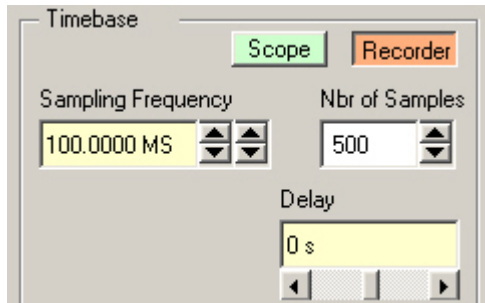 Timebase
Scope Recorder
Sampling Frequency Nbr of Samples
100.0000 MS 500
Delay
0 s